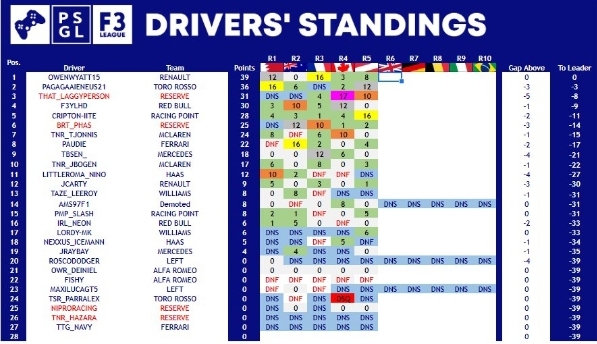 PSGL F3 LEAGUE DRIVERS' STANDINGS
Pos. Driver Team Points R1 R2 R3 R4 R5 R6 R7 R8 R9 R10 Gap Above To Leader
1 OWENWYATT15 RENAULT 39 12 0 16 3 8 0 0
2 PAGAGAAIENEUS21 TORO ROSSO 36 16 6 DNS 2 12 -3 -3
3 THAT_LAGGYPERSON RESERVE 31 DNS DNS 4 17 10 -5 -8
4 F3YLHD RED BULL 30 3 10 5 12 0 -1 -9
5 CRIPTON-IITE RACING POINT 28 4 3 1 4 16 -2 -11
6 BRT_PHAS RESERVE 25 DNS 12 10 1 2 -3 -14
7 TNR_TJONNIS MCLAREN 24 8 DNF 6 10 0 -1 -15
8 PAUDIE FERRARI 22 DNF 16 2 0 4 -2 -17
9 TBSEN_ MERCEDES 18 0 0 12 6 0 -4 -21
10 TNR_JBOGEN MCLAREN 17 6 0 8 0 3 -1 -22
11 LITTLEROMA_NINO HAAS 12 10 2 DNF DNF DNS -4 -27
12 JCARTY RENAULT 9 5 0 3 0 1 -3 -30
13 TAZE_LEEROY WILLIAMS 8 0 8 0 DNS DNS -1 -31
14 AMS97F1 Demoted 8 0 DNF 0 8 0 DNS DNS DNS DNS DNS 0 -31
15 PMP_SLASH RACING POINT 8 2 1 DNF 0 5 0 -31
16 IRL_NEON RED BULL 6 1 5 0 DNF 0 -2 -33
17 LORDY-MK WILLIAMS 6 DNS DNS DNS DNS 6 0 -33
18 NEXXUS_ICEMANN HAAS 5 DNS DNS DNF 5 DNF -1 -34
19 JRAYBAY MERCEDES 4 DNS 4 DNS DNS 0 -1 -35
20 ROSCODODGER LEFT 0 0 DNS 0 DNS DNS DNS DNS DNS DNS DNS -4 -39
21 OWR_DEINIEL ALFA ROMEO 0 0 0 0 0 0 0 -39
22 FISHY ALFA ROMEO 0 DNF DNF DNF DNF DNF 0 -39
23 MAXILUCAGT5 LEFT 0 0 0 DNF DNS DNS DNS DNS DNS DNS DNS 0 -39
24 TSR_PARRALEX TORO ROSSO 0 DNS 0 DNS DSQ DNS 0 -39
25 NIPRORACING RESERVE 0 DNS DNS 0 DNS DNS 0 -39
26 TNR_HAZARA RESERVE 0 DNS DNS DNS DNS DNS 0 -39
27 TTG_NAVY FERRARI 0 DNS DNS DNS DNS DNS 0 -39
28 0 0 -39